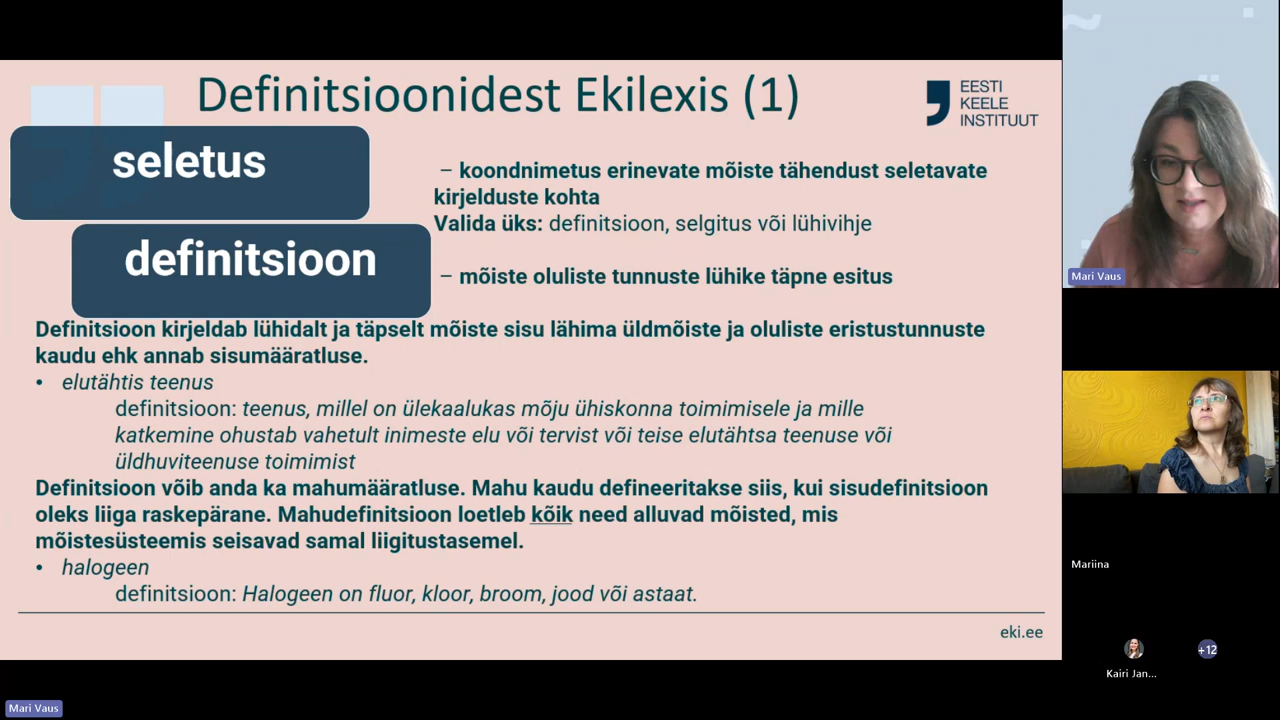 Definitsioonidest Ekilexis (1)
EESTI
KEELE
INSTITUUT
seletus
– koondnimetus erinevate mõiste tähendust seletavate
kirjelduste kohta
Valida üks: definitsioon, selgitus või lühivihje
definitsioon
– mõiste oluliste tunnuste lühike täpne esitus
Definitsioon kirjeldab lühidalt ja täpselt mõiste sisu lähima üldmõiste ja oluliste eristustunnuste
kaudu ehk annab sisumääratluse.
• elutähtis teenus
definitsioon: teenus, millel on ülekaalukas mõju ühiskonna toimimisele ja mille
katkemine ohustab vahetult inimeste elu või tervist või teise elutähtsa teenuse või
üldhuviteenuse toimimist
Definitsioon võib anda ka mahumääratluse. Mahu kaudu defineeritakse siis, kui sisudefinitsioon
oleks liiga raskepärane. Mahudefinitsioon loetleb kõik need alluvad mõisted, mis
mõistesüsteemis seisavad samal liigitustasemel.
• halogeen
definitsioon: Halogeen on fluor, kloor, broom, jood või astaat.
eki.ee
Mari Vaus
Mariina
Kairi Jan...
+12
Mari Vaus